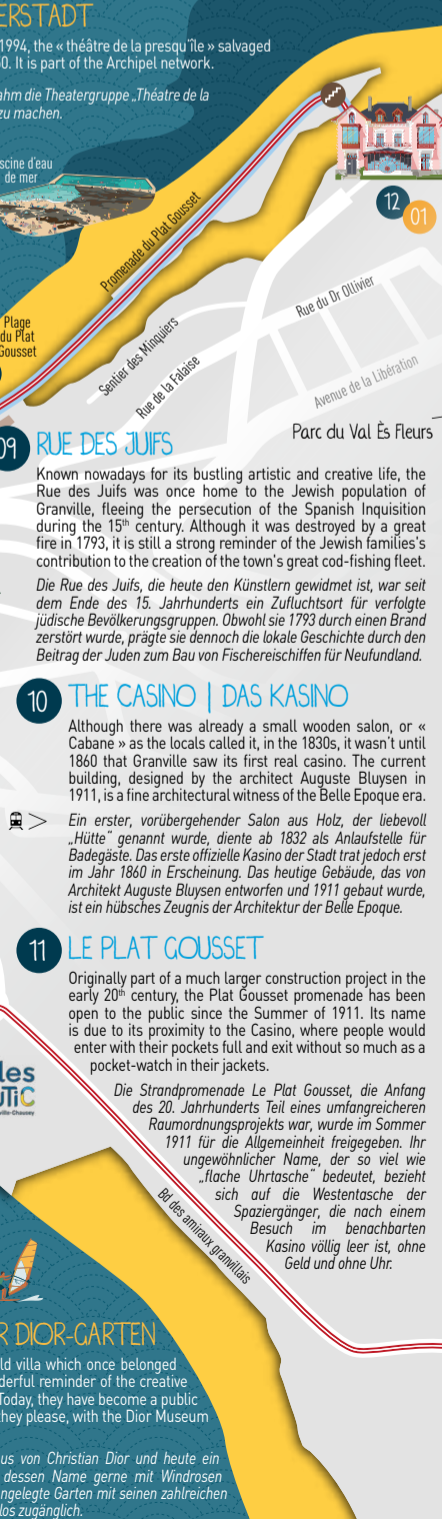 ERSTADT
1994, the « théâtre de la presqu'île » salvaged
0. It is part of the Archipel network.
ahm die Theatergruppe „Théatre de la
zu machen.
scine d'eau
de mer
12
01
Promenade du Plat Gousset
Plage
du Plat
Gousset
Sentier des Minquiers
Rue de la Falaise
Rue du Dr Ollivier
Avenue de la Libération
Parc du Val Ès Fleurs
09 RUE DES JUIFS
Known nowadays for its bustling artistic and creative life, the
Rue des Juifs was once home to the Jewish population of
Granville, fleeing the persecution of the Spanish Inquisition
during the 15th century. Although it was destroyed by a great
fire in 1793, it is still a strong reminder of the Jewish families's
contribution to the creation of the town's great cod-fishing fleet.
Die Rue des Juifs, die heute den Künstlern gewidmet ist, war seit
dem Ende des 15. Jahrhunderts ein Zufluchtsort für verfolgte
jüdische Bevölkerungsgruppen. Obwohl sie 1793 durch einen Brand
zerstört wurde, prägte sie dennoch die lokale Geschichte durch den
Beitrag der Juden zum Bau von Fischereischiffen für Neufundland.
10 THE CASINO | DAS KASINO
Although there was already a small wooden salon, or «
Cabane » as the locals called it, in the 1830s, it wasn't until
1860 that Granville saw its first real casino. The current
building, designed by the architect Auguste Bluysen in
1911, is a fine architectural witness of the Belle Epoque era.
>
Ein erster, vorübergehender Salon aus Holz, der liebevoll
„Hütte" genannt wurde, diente ab 1832 als Anlaufstelle für
Badegäste. Das erste offizielle Kasino der Stadt trat jedoch erst
im Jahr 1860 in Erscheinung. Das heutige Gebäude, das von
Architekt Auguste Bluysen entworfen und 1911 gebaut wurde,
ist ein hübsches Zeugnis der Architektur der Belle Epoque.
11 LE PLAT GOUSSET
Originally part of a much larger construction project in the
early 20th century, the Plat Gousset promenade has been
open to the public since the Summer of 1911. Its name
is due to its proximity to the Casino, where people would
enter with their pockets full and exit without so much as a
pocket-watch in their jackets.
Die Strandpromenade Le Plat Gousset, die Anfang
des 20. Jahrhunderts Teil eines umfangreicheren
Raumordnungsprojekts war, wurde im Sommer
1911 für die Allgemeinheit freigegeben. Ihr
ungewöhnlicher Name, der so viel wie
„flache Uhrtasche" bedeutet, bezieht
sich auf die Westentasche der
Spaziergänger, die nach einem
Besuch im benachbarten
Kasino völlig leer ist, ohne
Geld und ohne Uhr.
les
UTIC
ville-Chausey
Bd des amiraux granvillais
R DIOR-GARTEN
ld villa which once belonged
derful reminder of the creative
Today, they have become a public
they please, with the Dior Museum
us von Christian Dior und heute ein
dessen Name gerne mit Windrosen
ngelegte Garten mit seinen zahlreichen
los zugänglich.